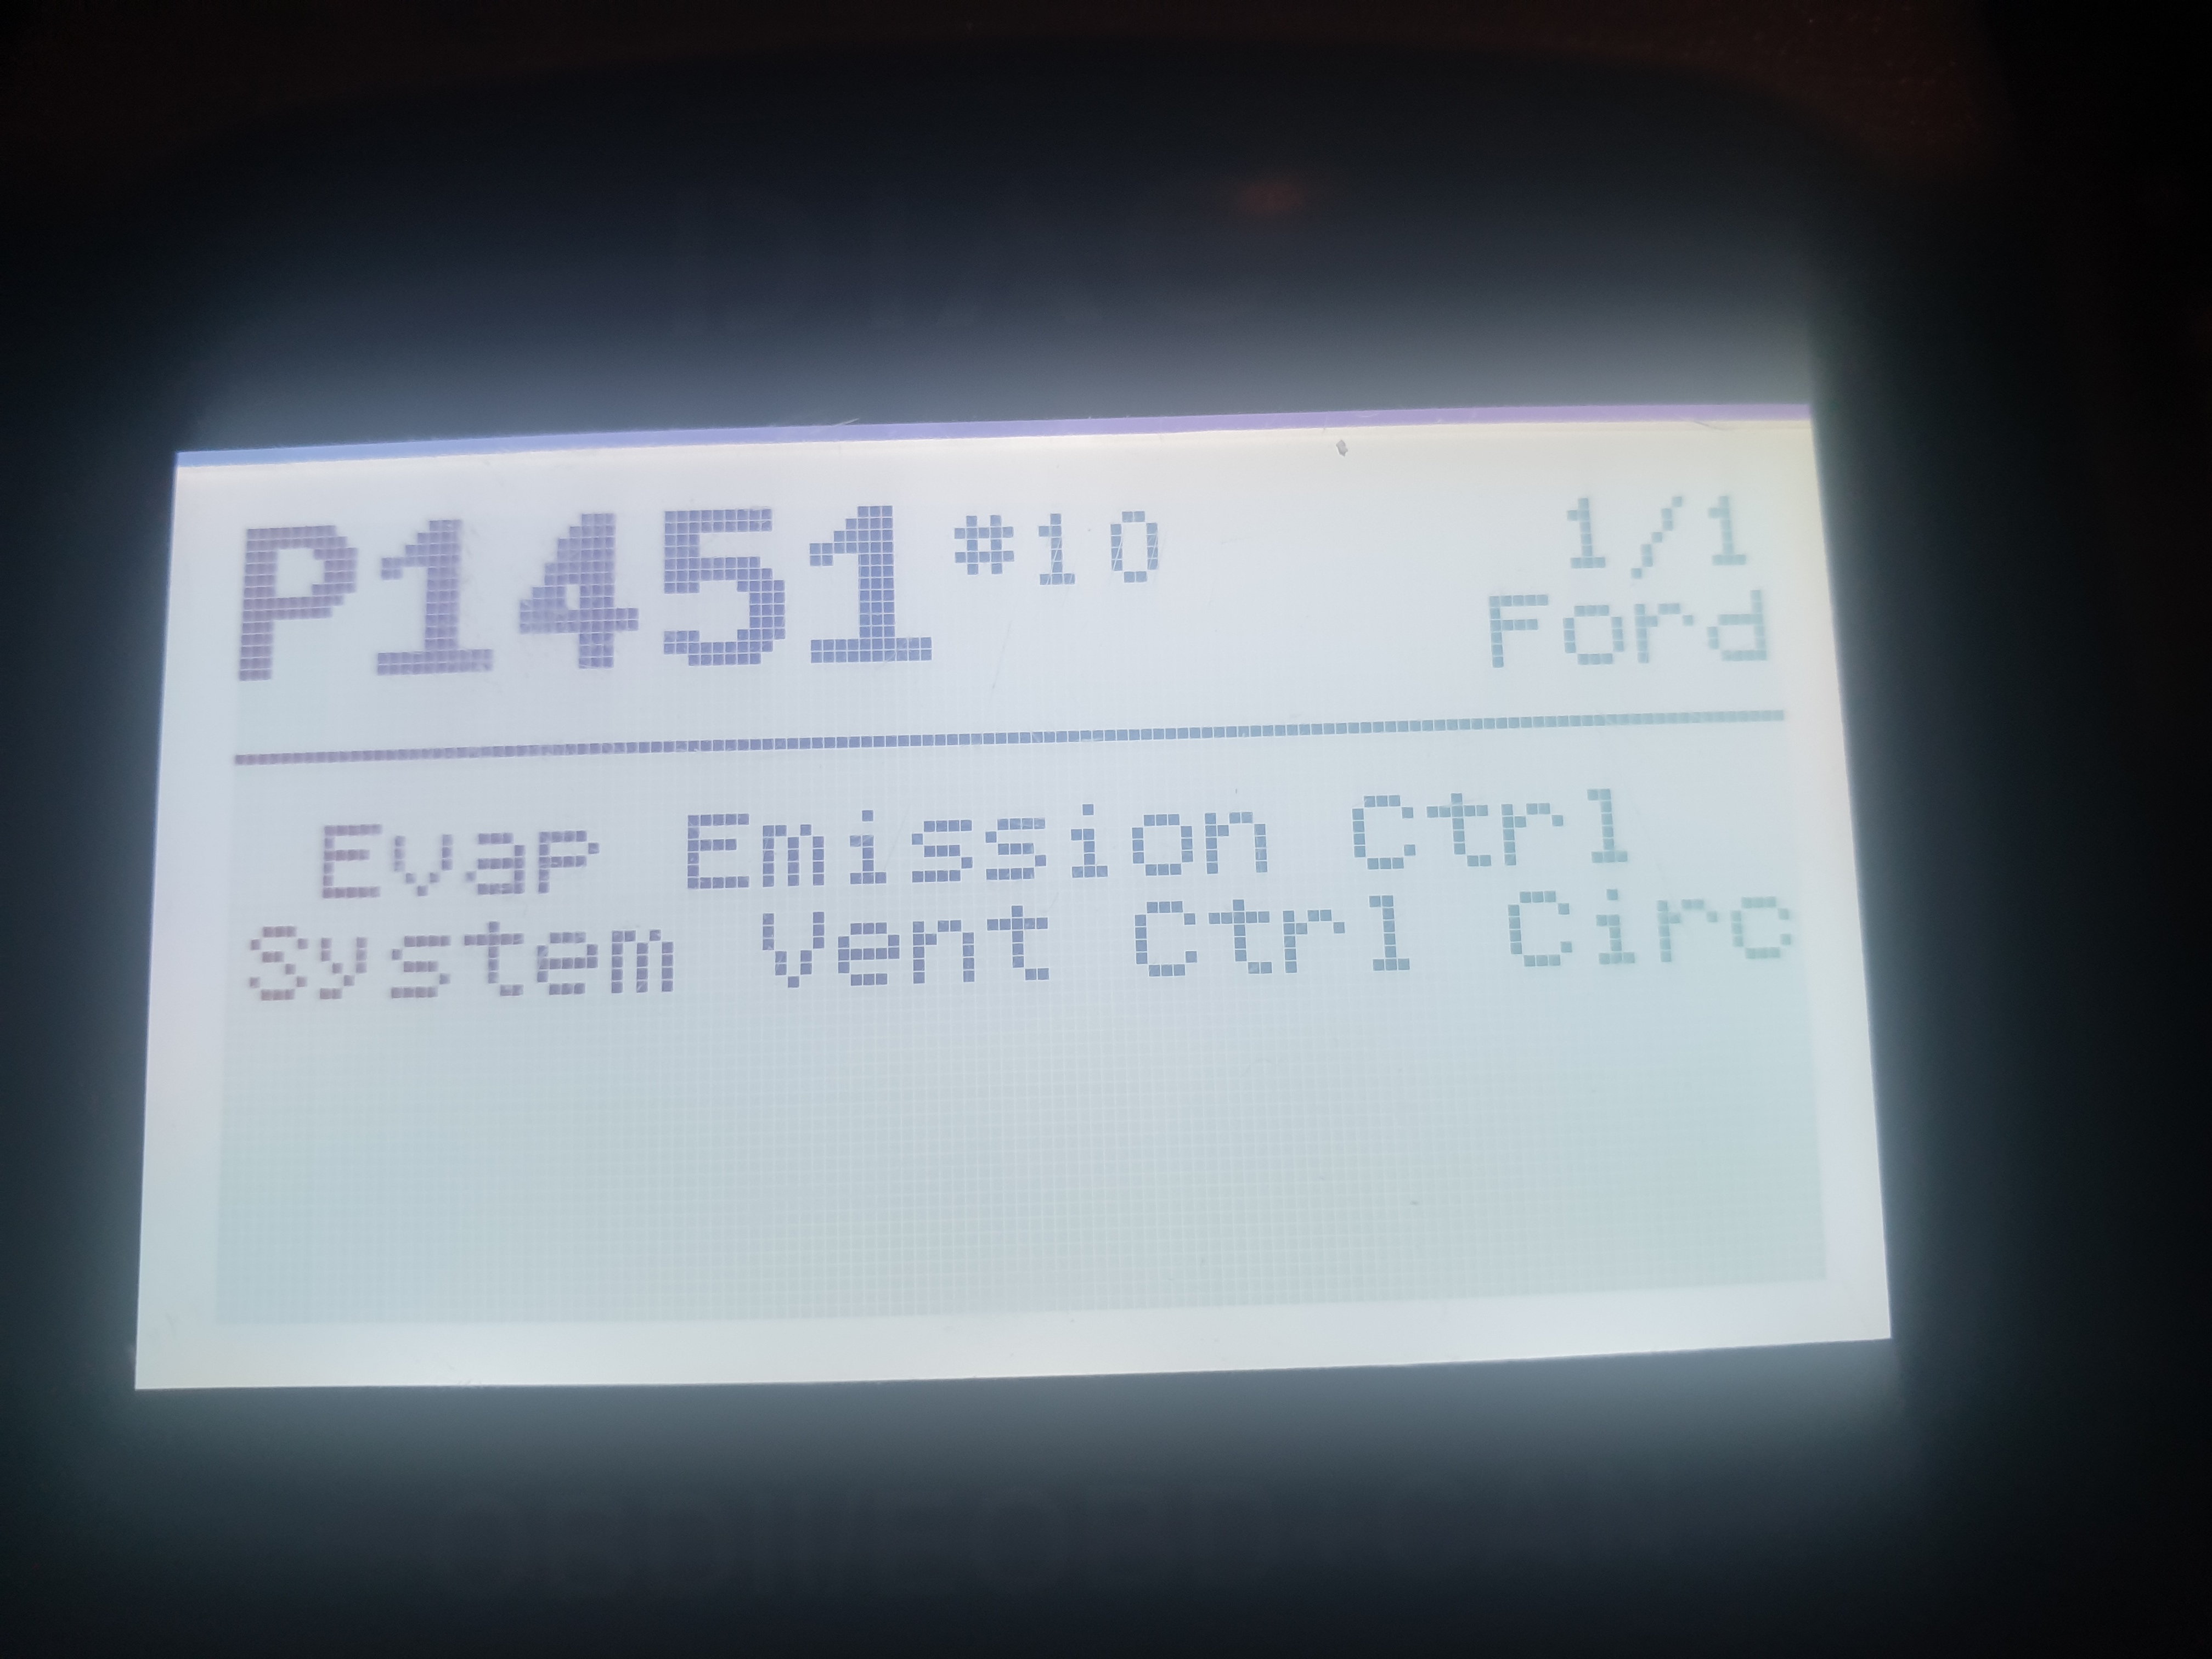 P1451 #10 1/1
Ford
Evap Emission Ctrl
System Vent Ctrl Circ